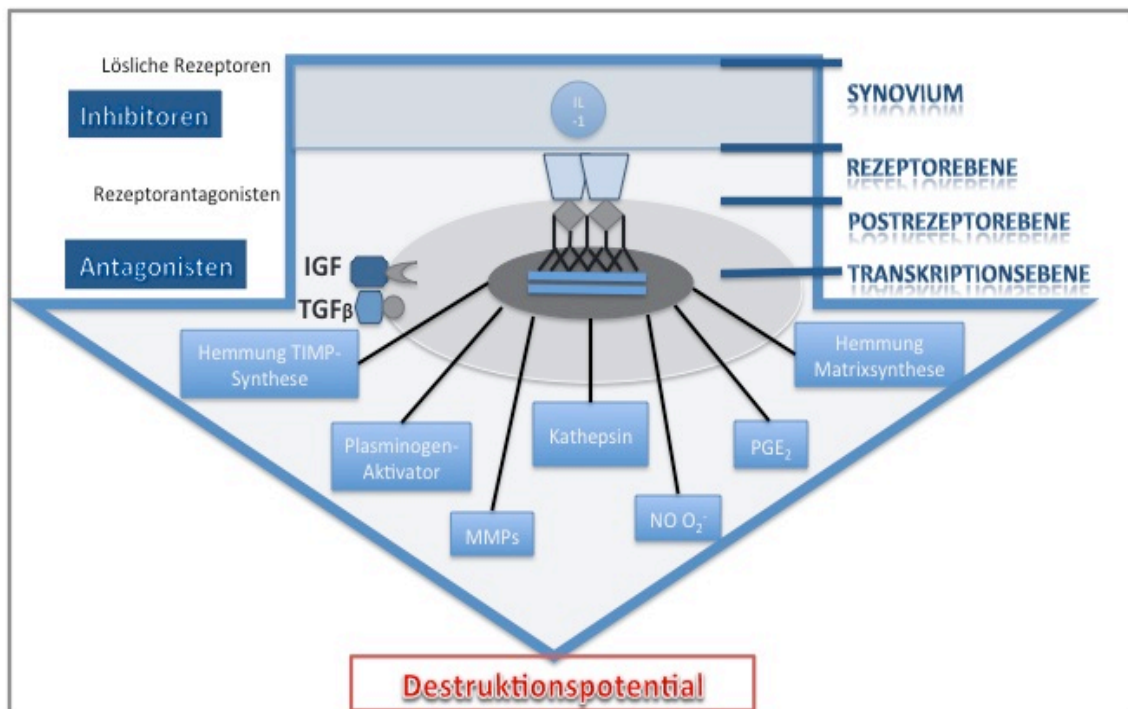 Lösliche Rezeptoren
Inhibitoren
Rezeptorantagonisten
Antagonisten
IL
-1
SYNOVIUM
REZEPTOREBENE
POSTREZEPTOREBENE
TRANSKRIPTIONSEBENE
IGF
TGFβ
Hemmung TIMP-
Synthese
Plasminogen-
Aktivator
MMPs
Kathepsin
NO O₂⁻
PGE₂
Hemmung
Matrixsynthese
Destruktionspotential